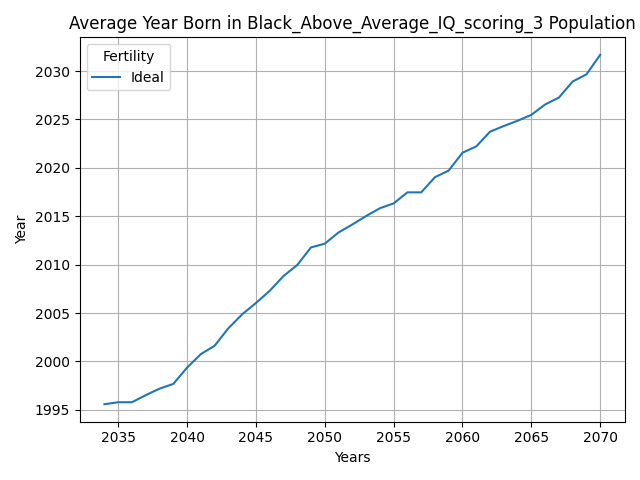 Average Year Born in Black_Above_Average_IQ_scoring_3 Population
Fertility
Ideal
Year
2030
2025
2020
2015
2010
2005
2000
1995
2035 2040 2045 2050 2055 2060 2065 2070
Years